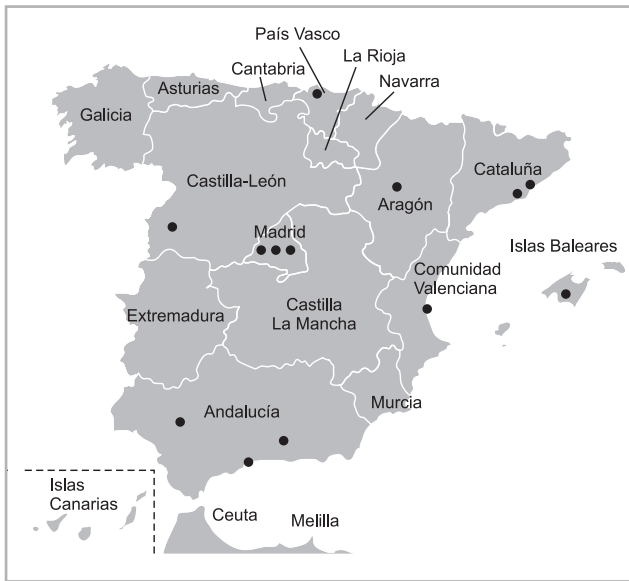 País Vasco
La Rioja
Cantabria
Navarra
Asturias
Galicia
Castilla-León
Cataluña
Aragón
Madrid
Islas Baleares
Comunidad
Valenciana
Extremadura
Castilla
La Mancha
Murcia
Andalucía
Islas
Canarias
Ceuta
Melilla